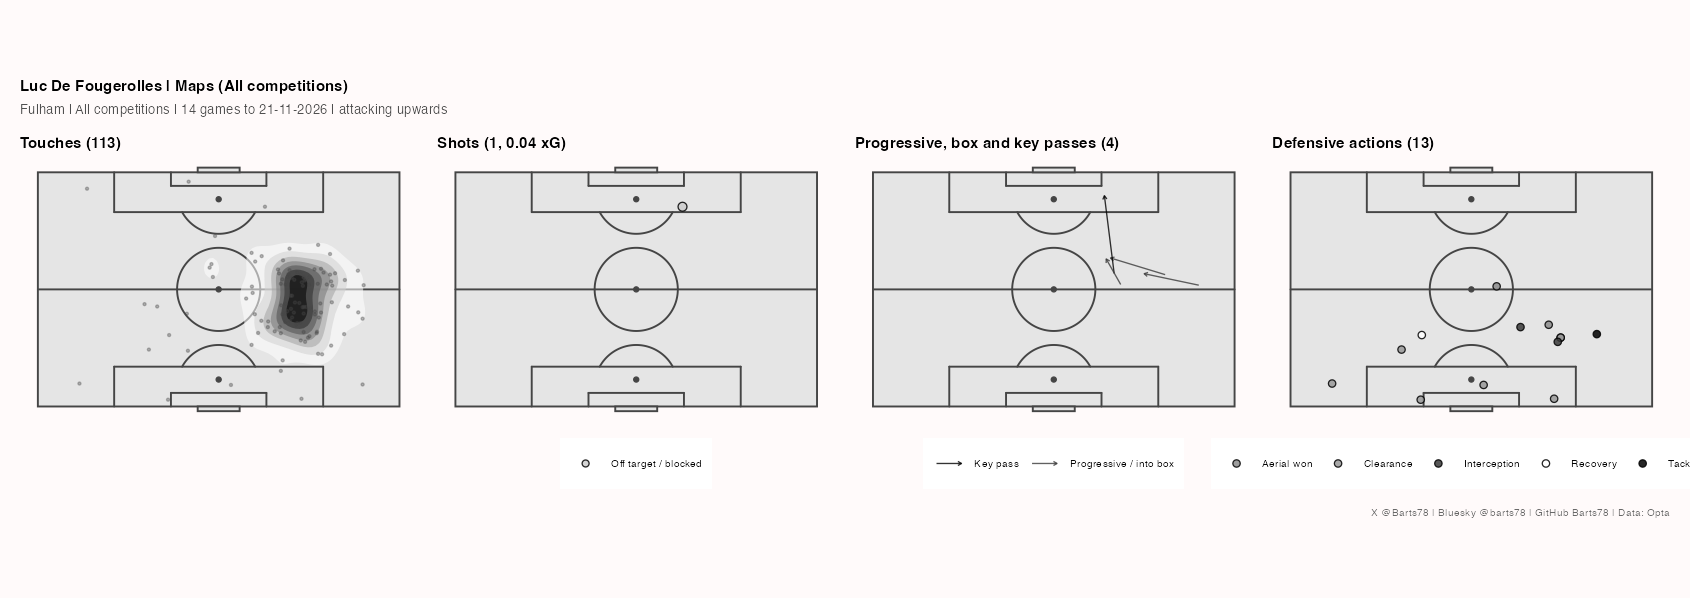 Luc De Fougerolles | Maps (All competitions)
Fulham | All competitions | 14 games to 21-11-2026 | attacking upwards
Touches (113)
Shots (1, 0.04 xG)
Progressive, box and key passes (4)
Defensive actions (13)
Off target / blocked
Key pass
Progressive / into box
Aerial won
Clearance
Interception
Recovery
Tack
X @Barts78 | Bluesky @barts78 | GitHub Barts78 | Data: Opta